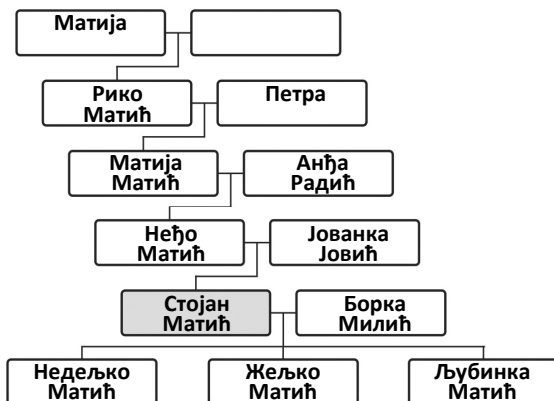 Матија
Рико
Матић
Петра
Матија
Матић
Анђа
Радић
Неђо
Матић
Јованка
Јовић
Стојан
Матић
Борка
Милић
Недељко
Матић
Жељко
Матић
Љубинка
Матић